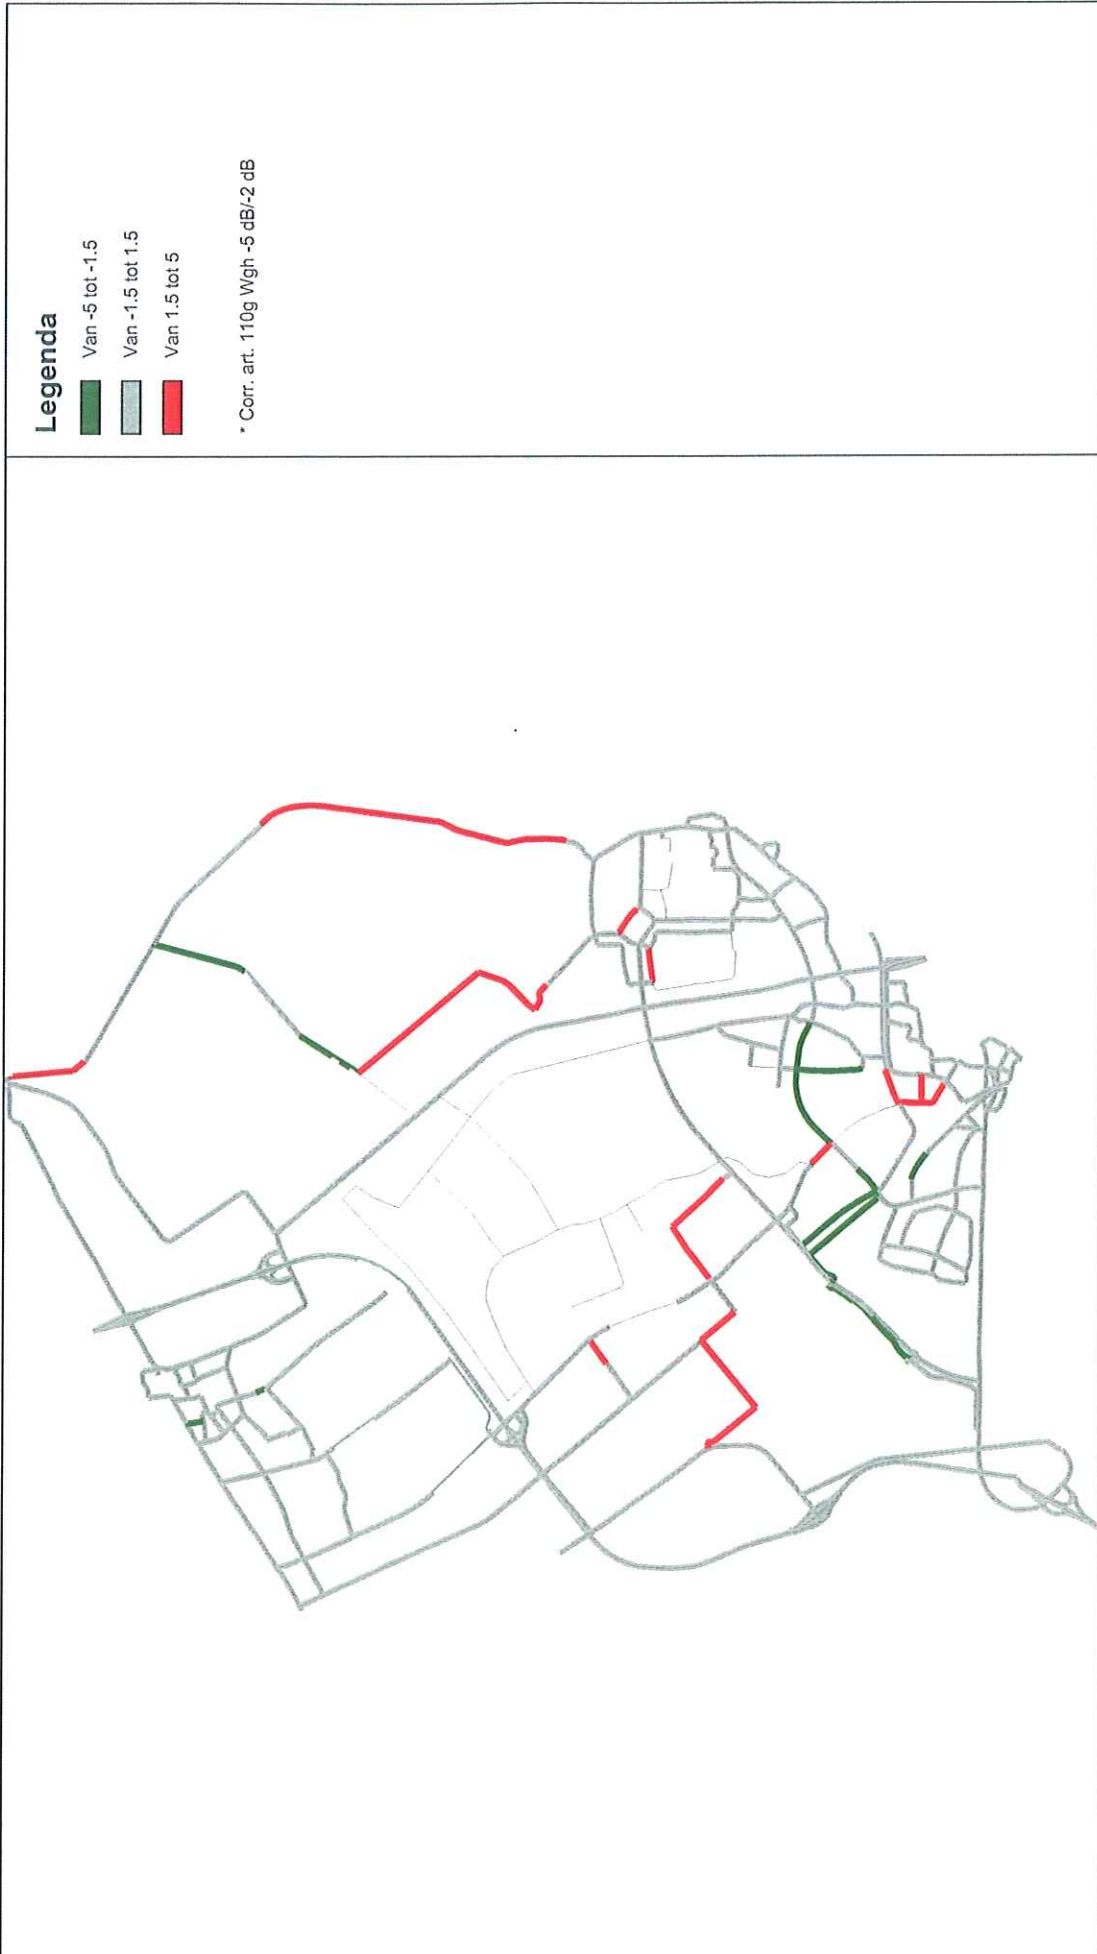 Legenda
Van -5 tot -1.5
Van -1.5 tot 1.5
Van 1.5 tot 5
* Corr. art. 110g Wgh -5 dB/-2 dB